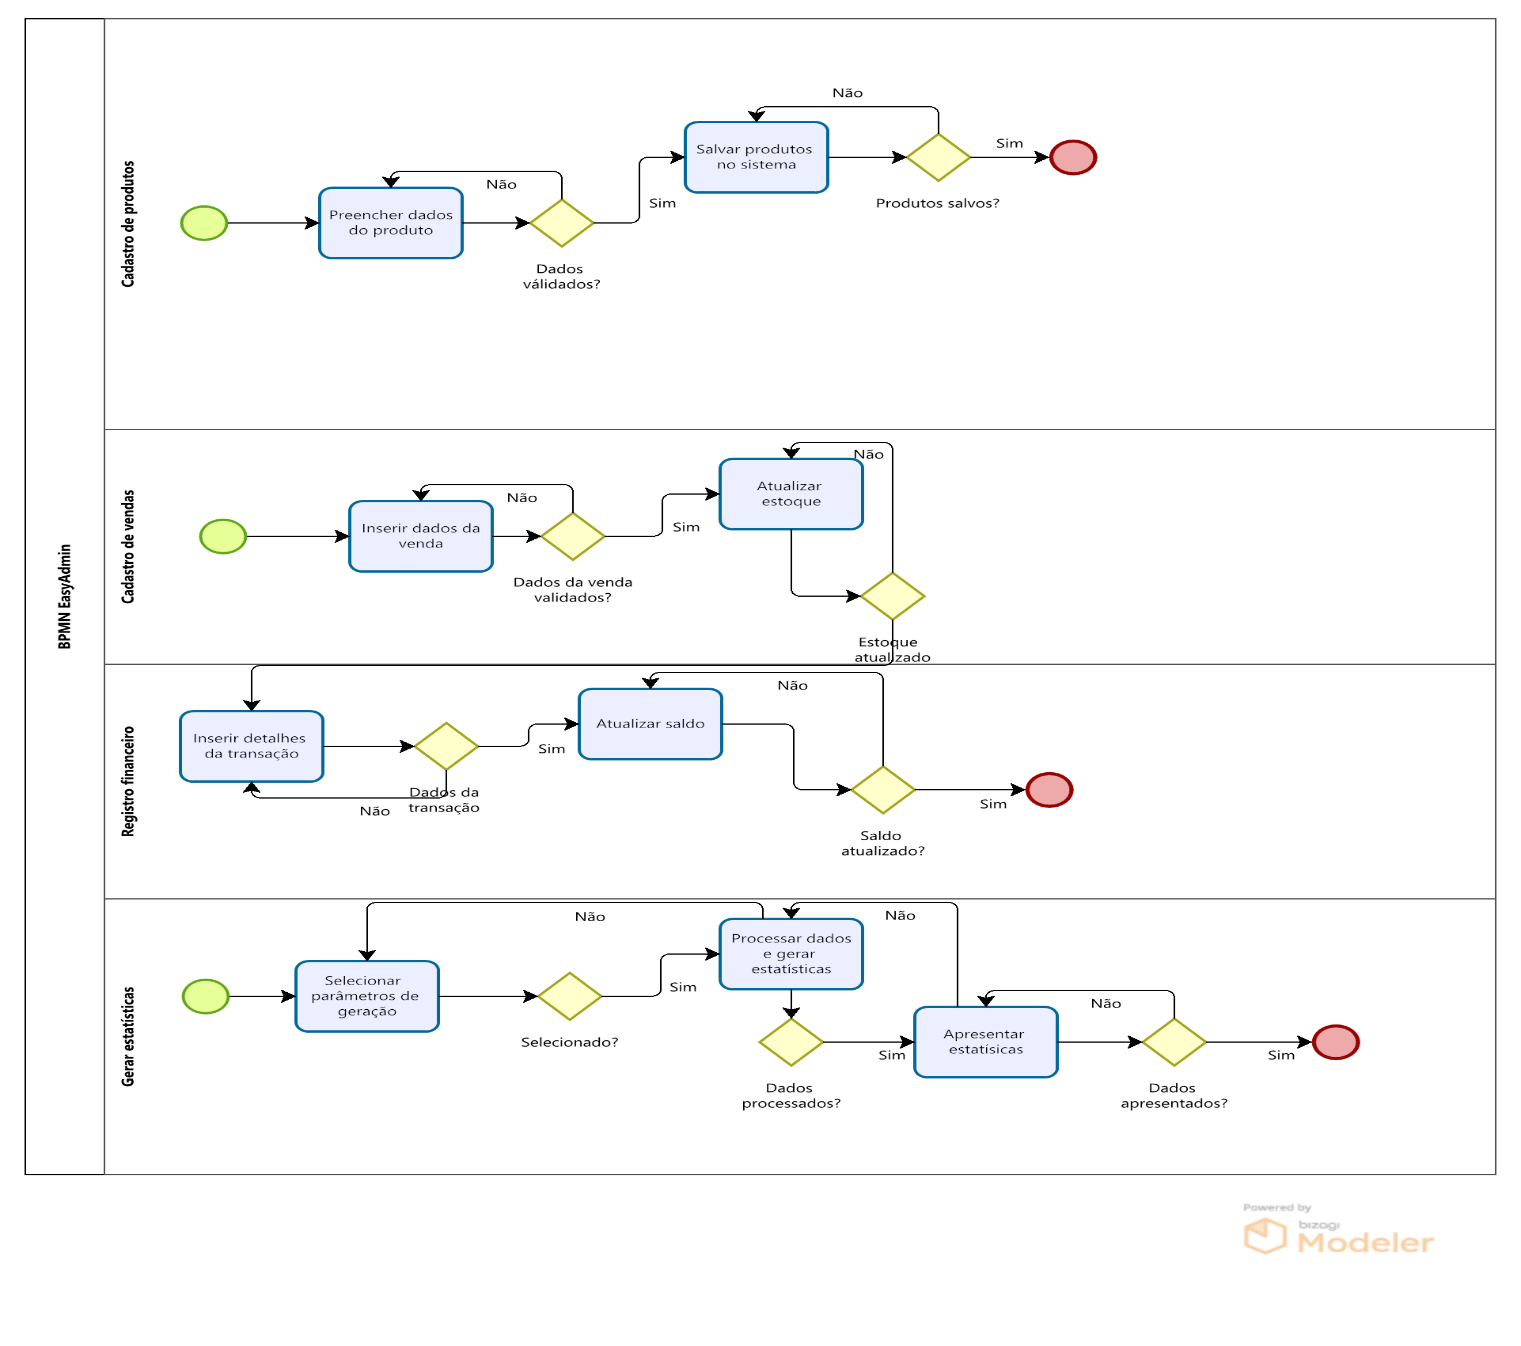 BPMN EasyAdmin
Cadastro de produtos
Preencher dados
do produto
Não
Dados
válidados?
Sim
Salvar produtos
no sistema
Não
Produtos salvos?
Sim
Cadastro de vendas
Inserir dados da
venda
Não
Dados da venda
validados?
Sim
Atualizar
estoque
Não
Estoque
atualizado
Registro financeiro
Inserir detalhes
da transação
Não
Dados da
transação
Sim
Atualizar saldo
Não
Saldo
atualizado?
Sim
Gerar estatísticas
Selecionar
parâmetros de
geração
Não
Selecionado?
Sim
Processar dados
e gerar
estatísticas
Não
Dados
processados?
Sim
Apresentar
estatísicas
Não
Dados
apresentados?
Sim
Powered by
bizagi
Modeler